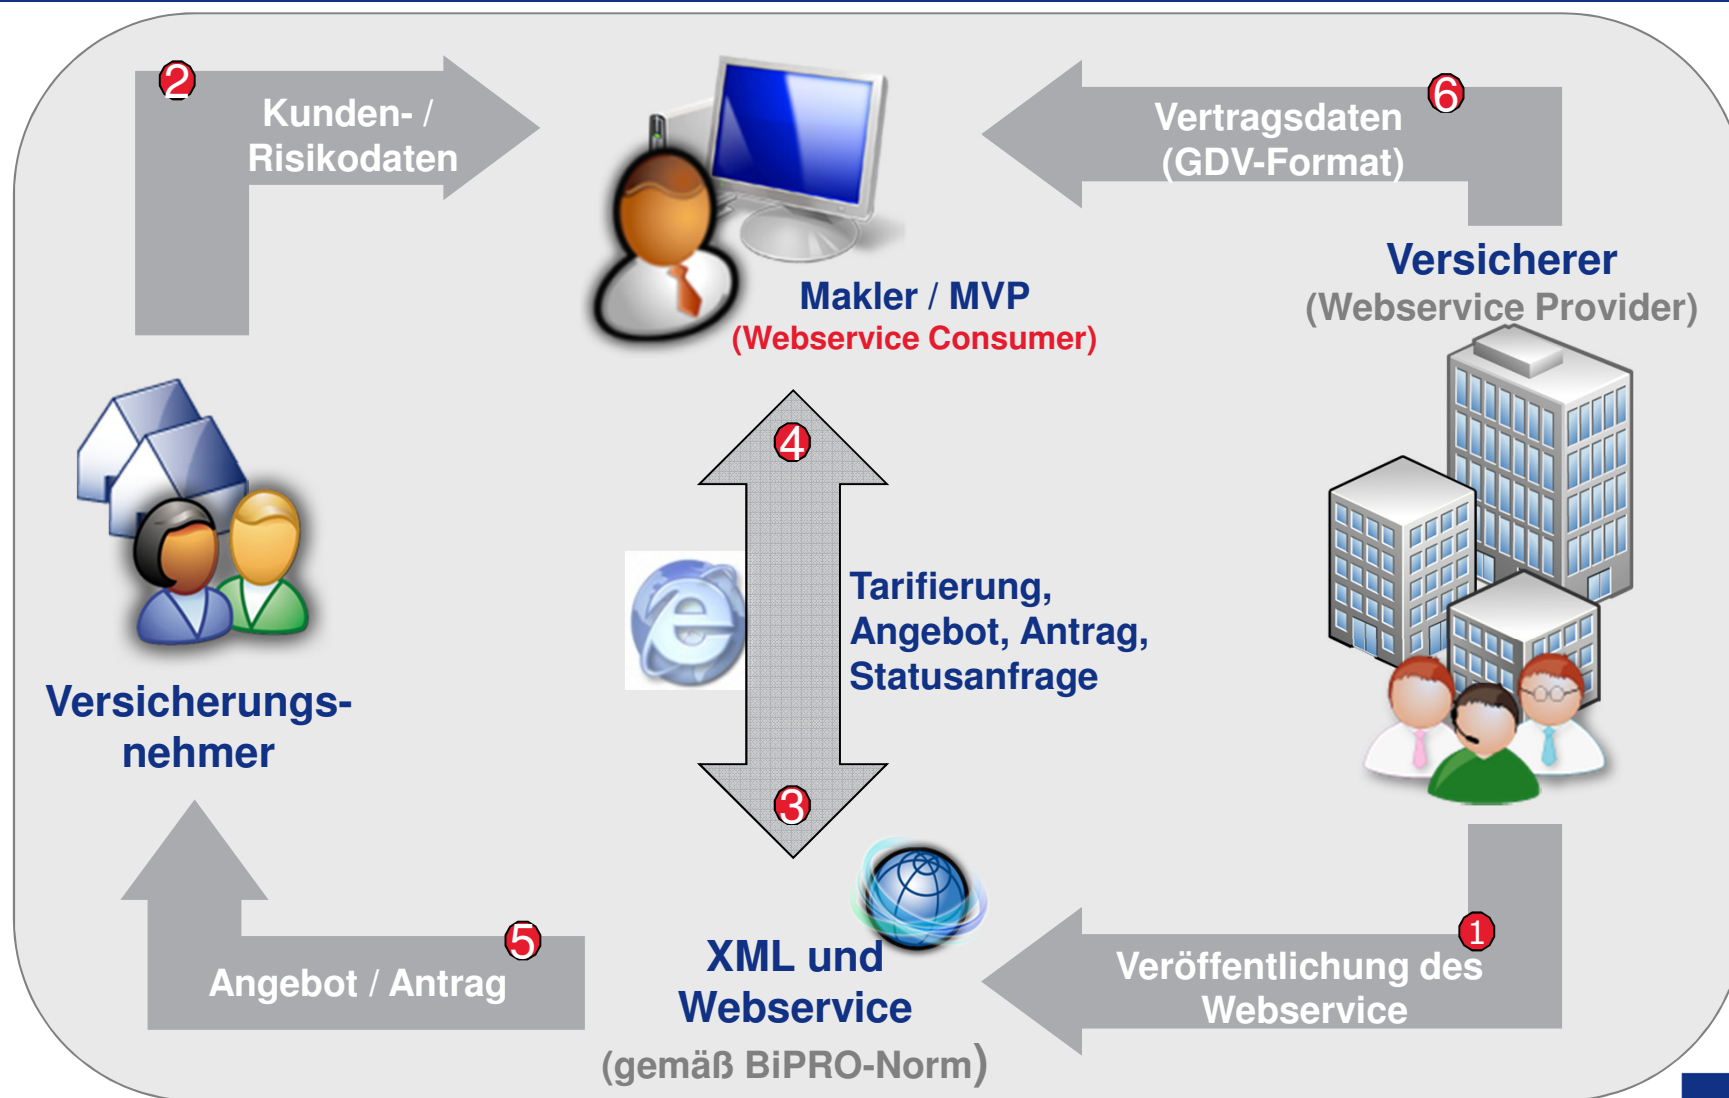 2
Kunden- /
Risikodaten
6
Vertragsdaten
(GDV-Format)
Makler / MVP
(Webservice Consumer)
Versicherer
(Webservice Provider)
4
Tarifierung,
Angebot, Antrag,
Statusanfrage
Versicherungs-
nehmer
3
5
Angebot / Antrag
XML und
Webservice
(gemäß BiPRO-Norm)
1
Veröffentlichung des
Webservice